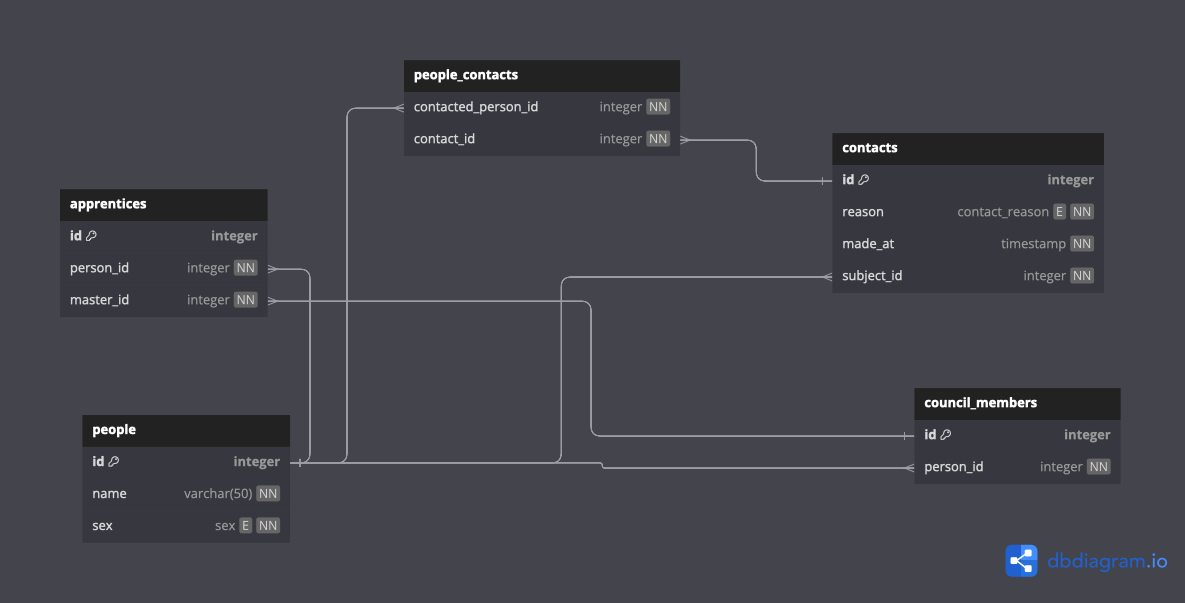 people_contacts
contacted_person_id integer NN
contact_id integer NN
contacts
id integer
reason contact_reason E NN
made_at timestamp NN
subject_id integer NN
apprentices
id integer
person_id integer NN
master_id integer NN
people
id integer
name varchar(50) NN
sex sex E NN
council_members
id integer
person_id integer NN
dbdiagram.io